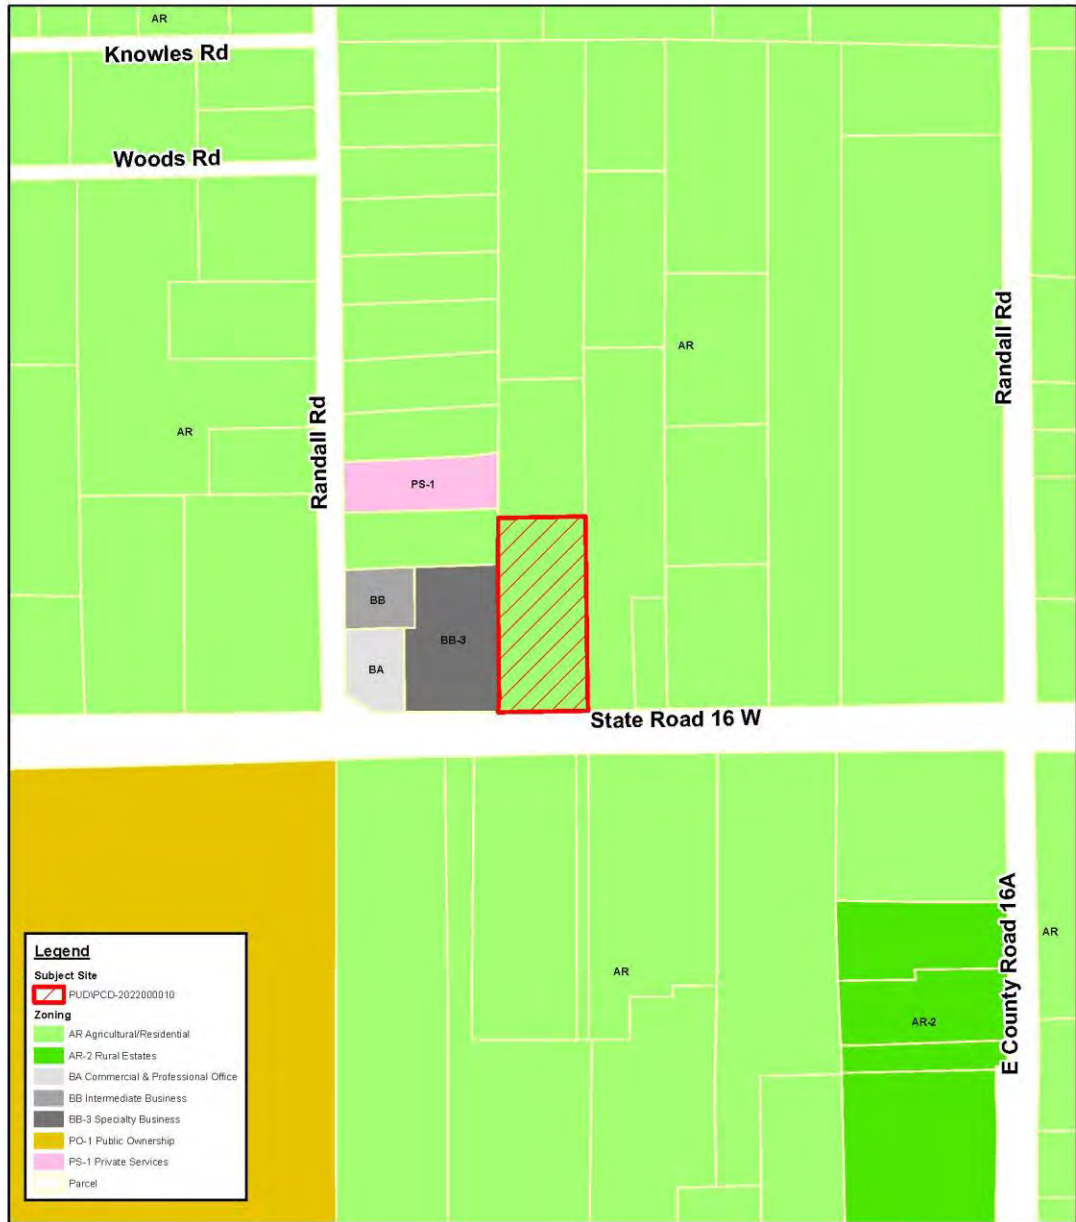 AR
Knowles Rd
Woods Rd
Randall Rd
AR
Randall Rd
AR
PS-1
BB
BB-3
BA
State Road 16 W
E County Road 16A
AR
AR
AR-2
Legend
Subject Site
PUD\PCD-2022000010
Zoning
AR Agricultural/Residential
AR-2 Rural Estates
BA Commercial & Professional Office
BB Intermediate Business
BB-3 Specialty Business
PO-1 Public Ownership
PS-1 Private Services
Parcel